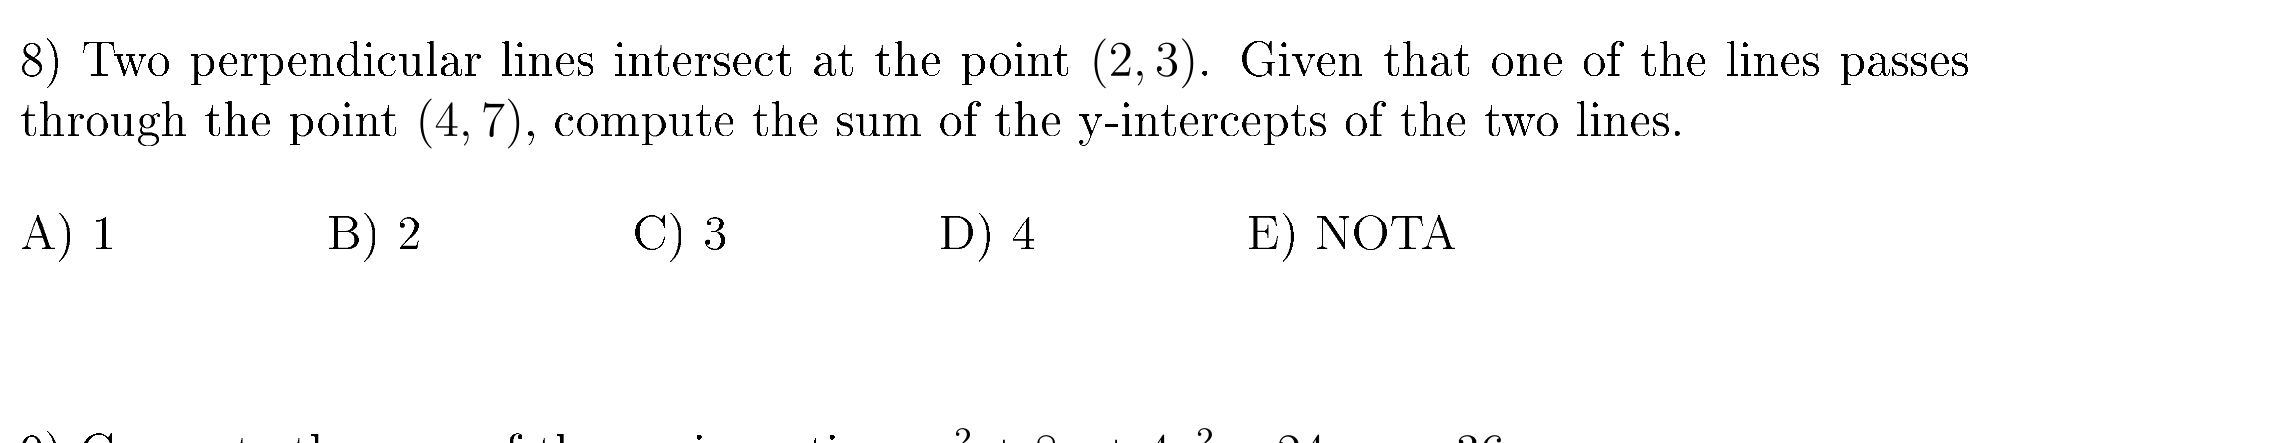 8) Two perpendicular lines intersect at the point (2, 3). Given that one of the lines passes
through the point (4, 7), compute the sum of the y-intercepts of the two lines.
A) 1 B) 2 C) 3 D) 4 E) NOTA